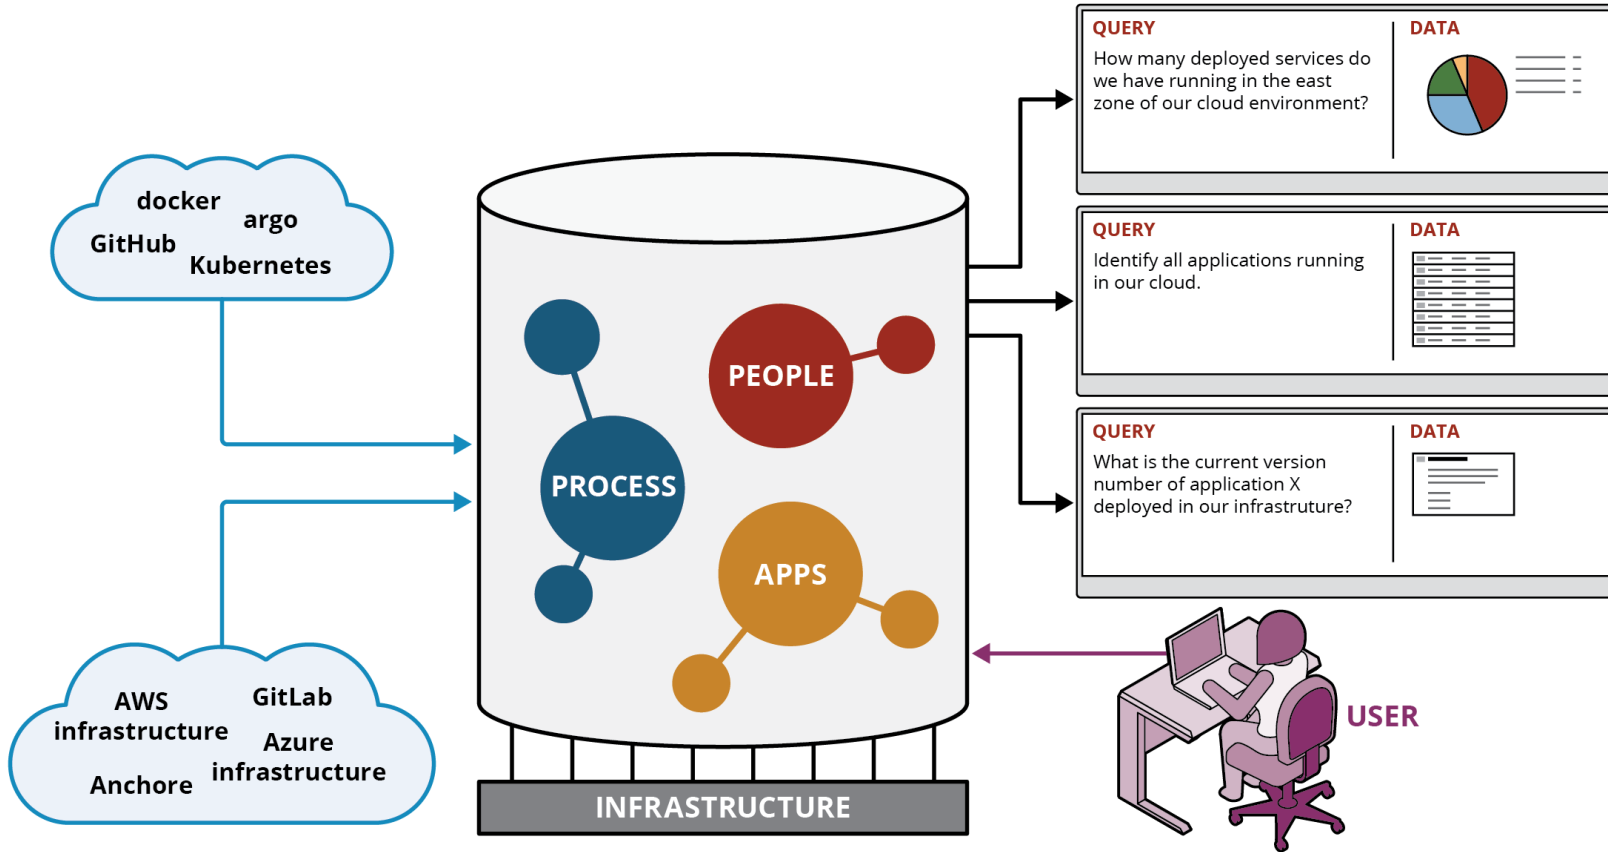 docker
argo
GitHub
Kubernetes
AWS
infrastructure
GitLab
Azure
infrastructure
Anchore
PEOPLE
PROCESS
APPS
INFRASTRUCTURE
QUERY
How many deployed services do
we have running in the east
zone of our cloud environment?
DATA
QUERY
Identify all applications running
in our cloud.
DATA
QUERY
What is the current version
number of application X
deployed in our infrastruture?
DATA
USER